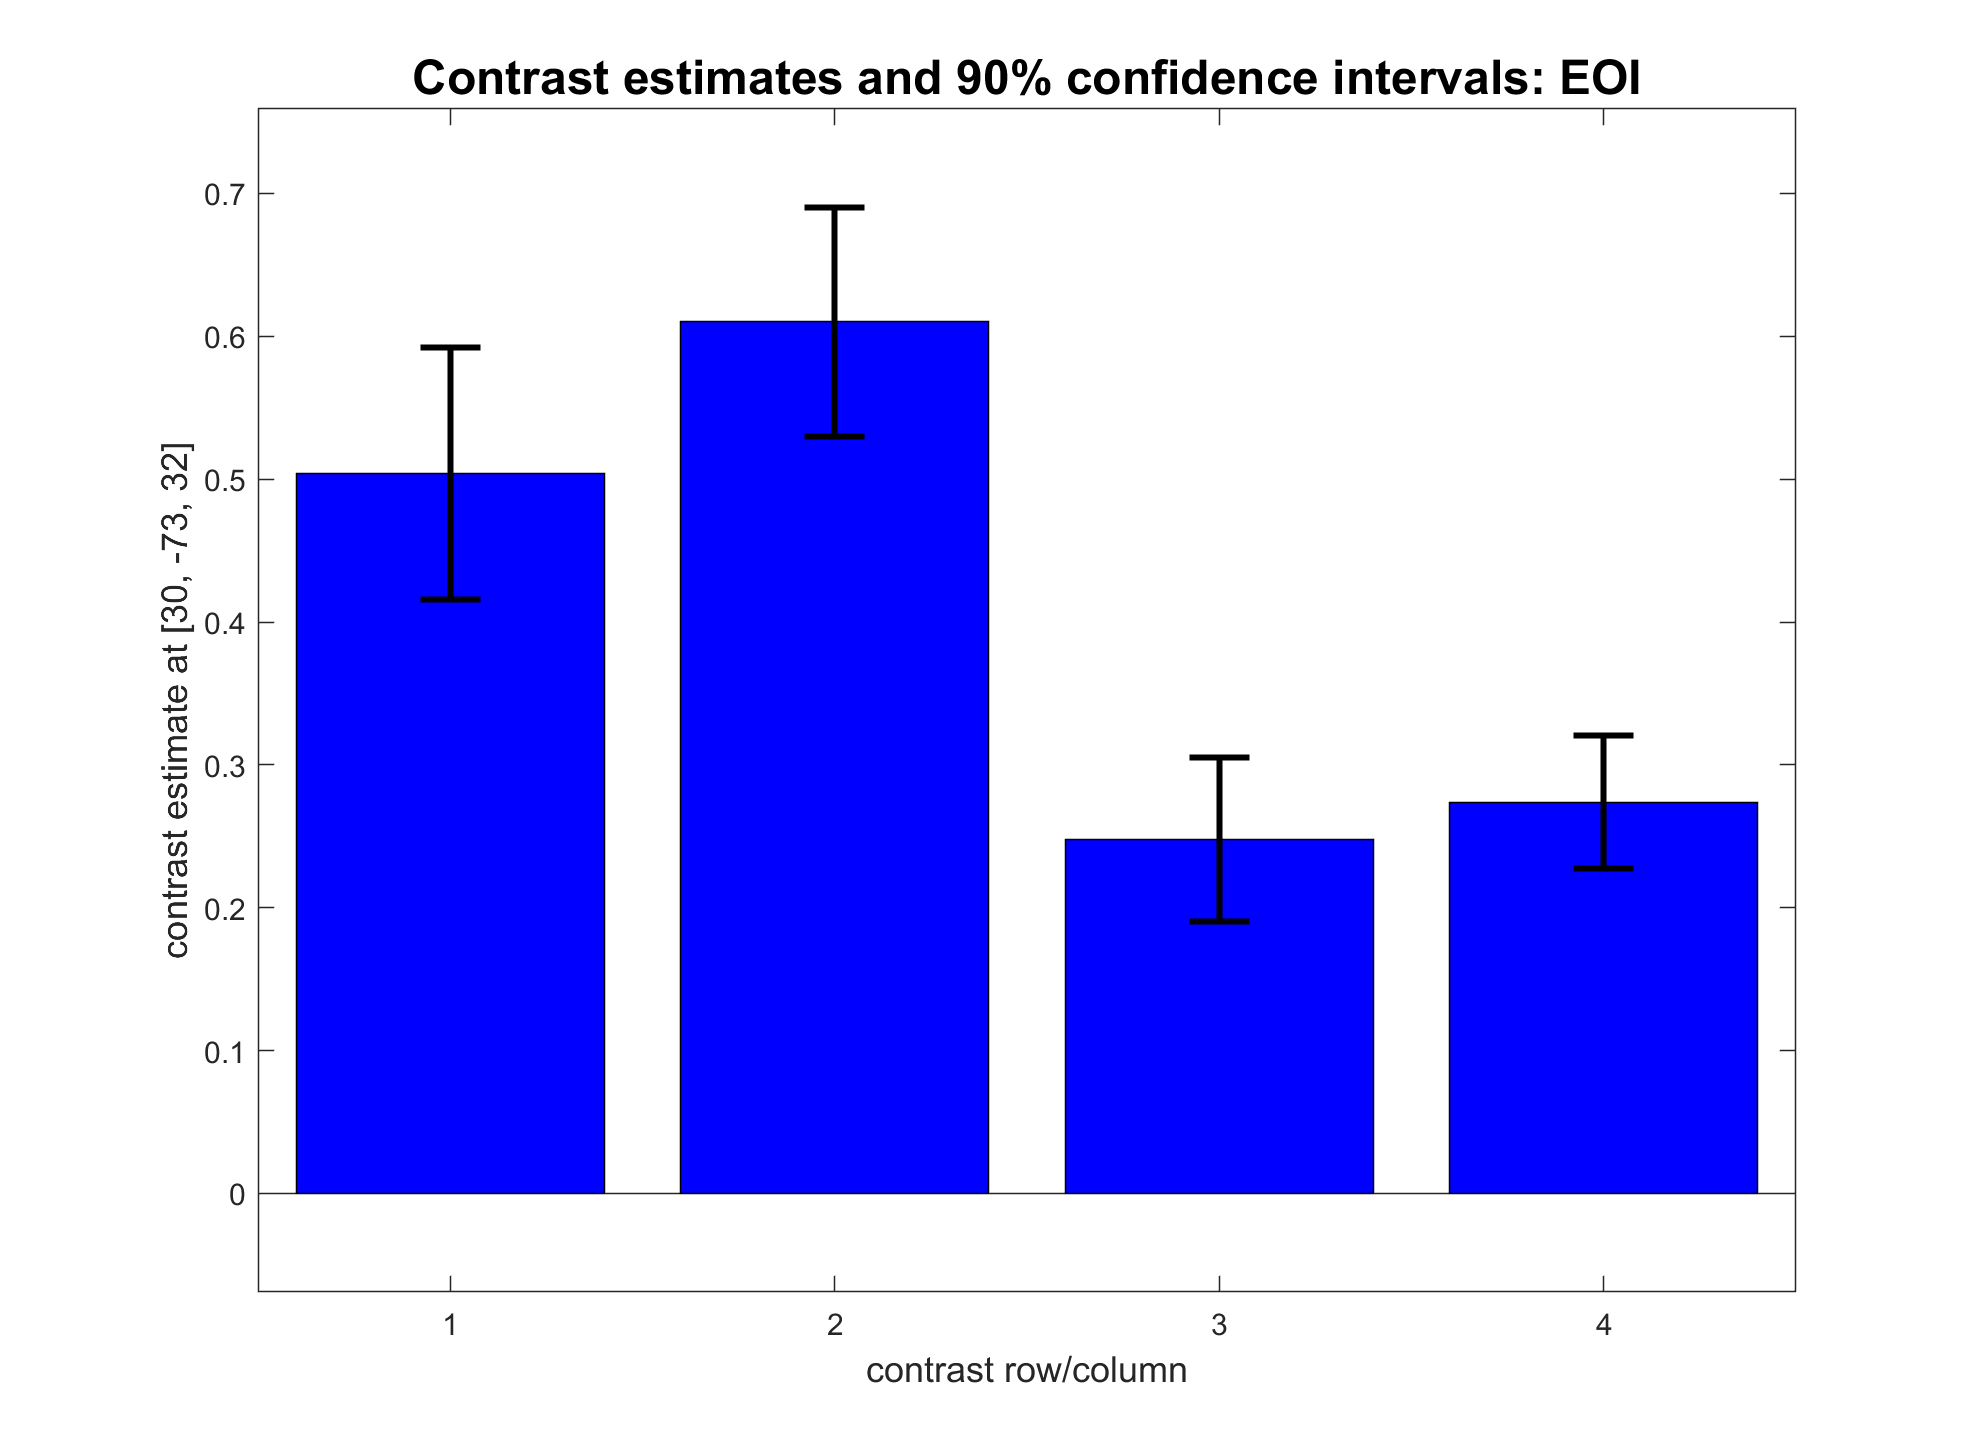 Contrast estimates and 90% confidence intervals: EOI
contrast estimate at [30, -73, 32]
0.7
0.6
0.5
0.4
0.3
0.2
0.1
0
1 2 3 4
contrast row/column